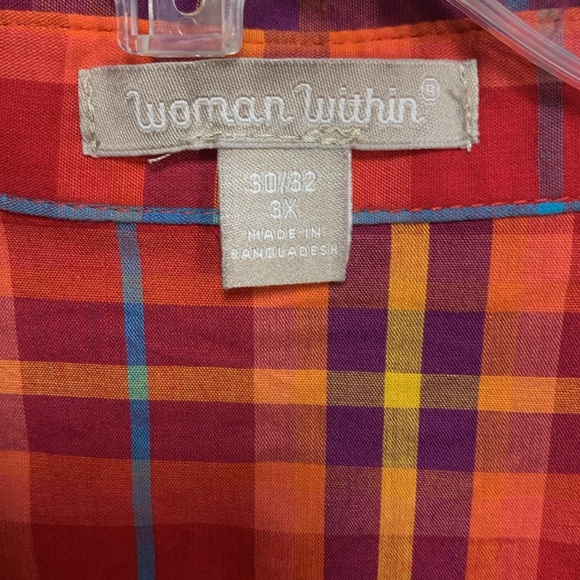 Woman Within®
30/32
3X
MADE-IN
BANGLADESH